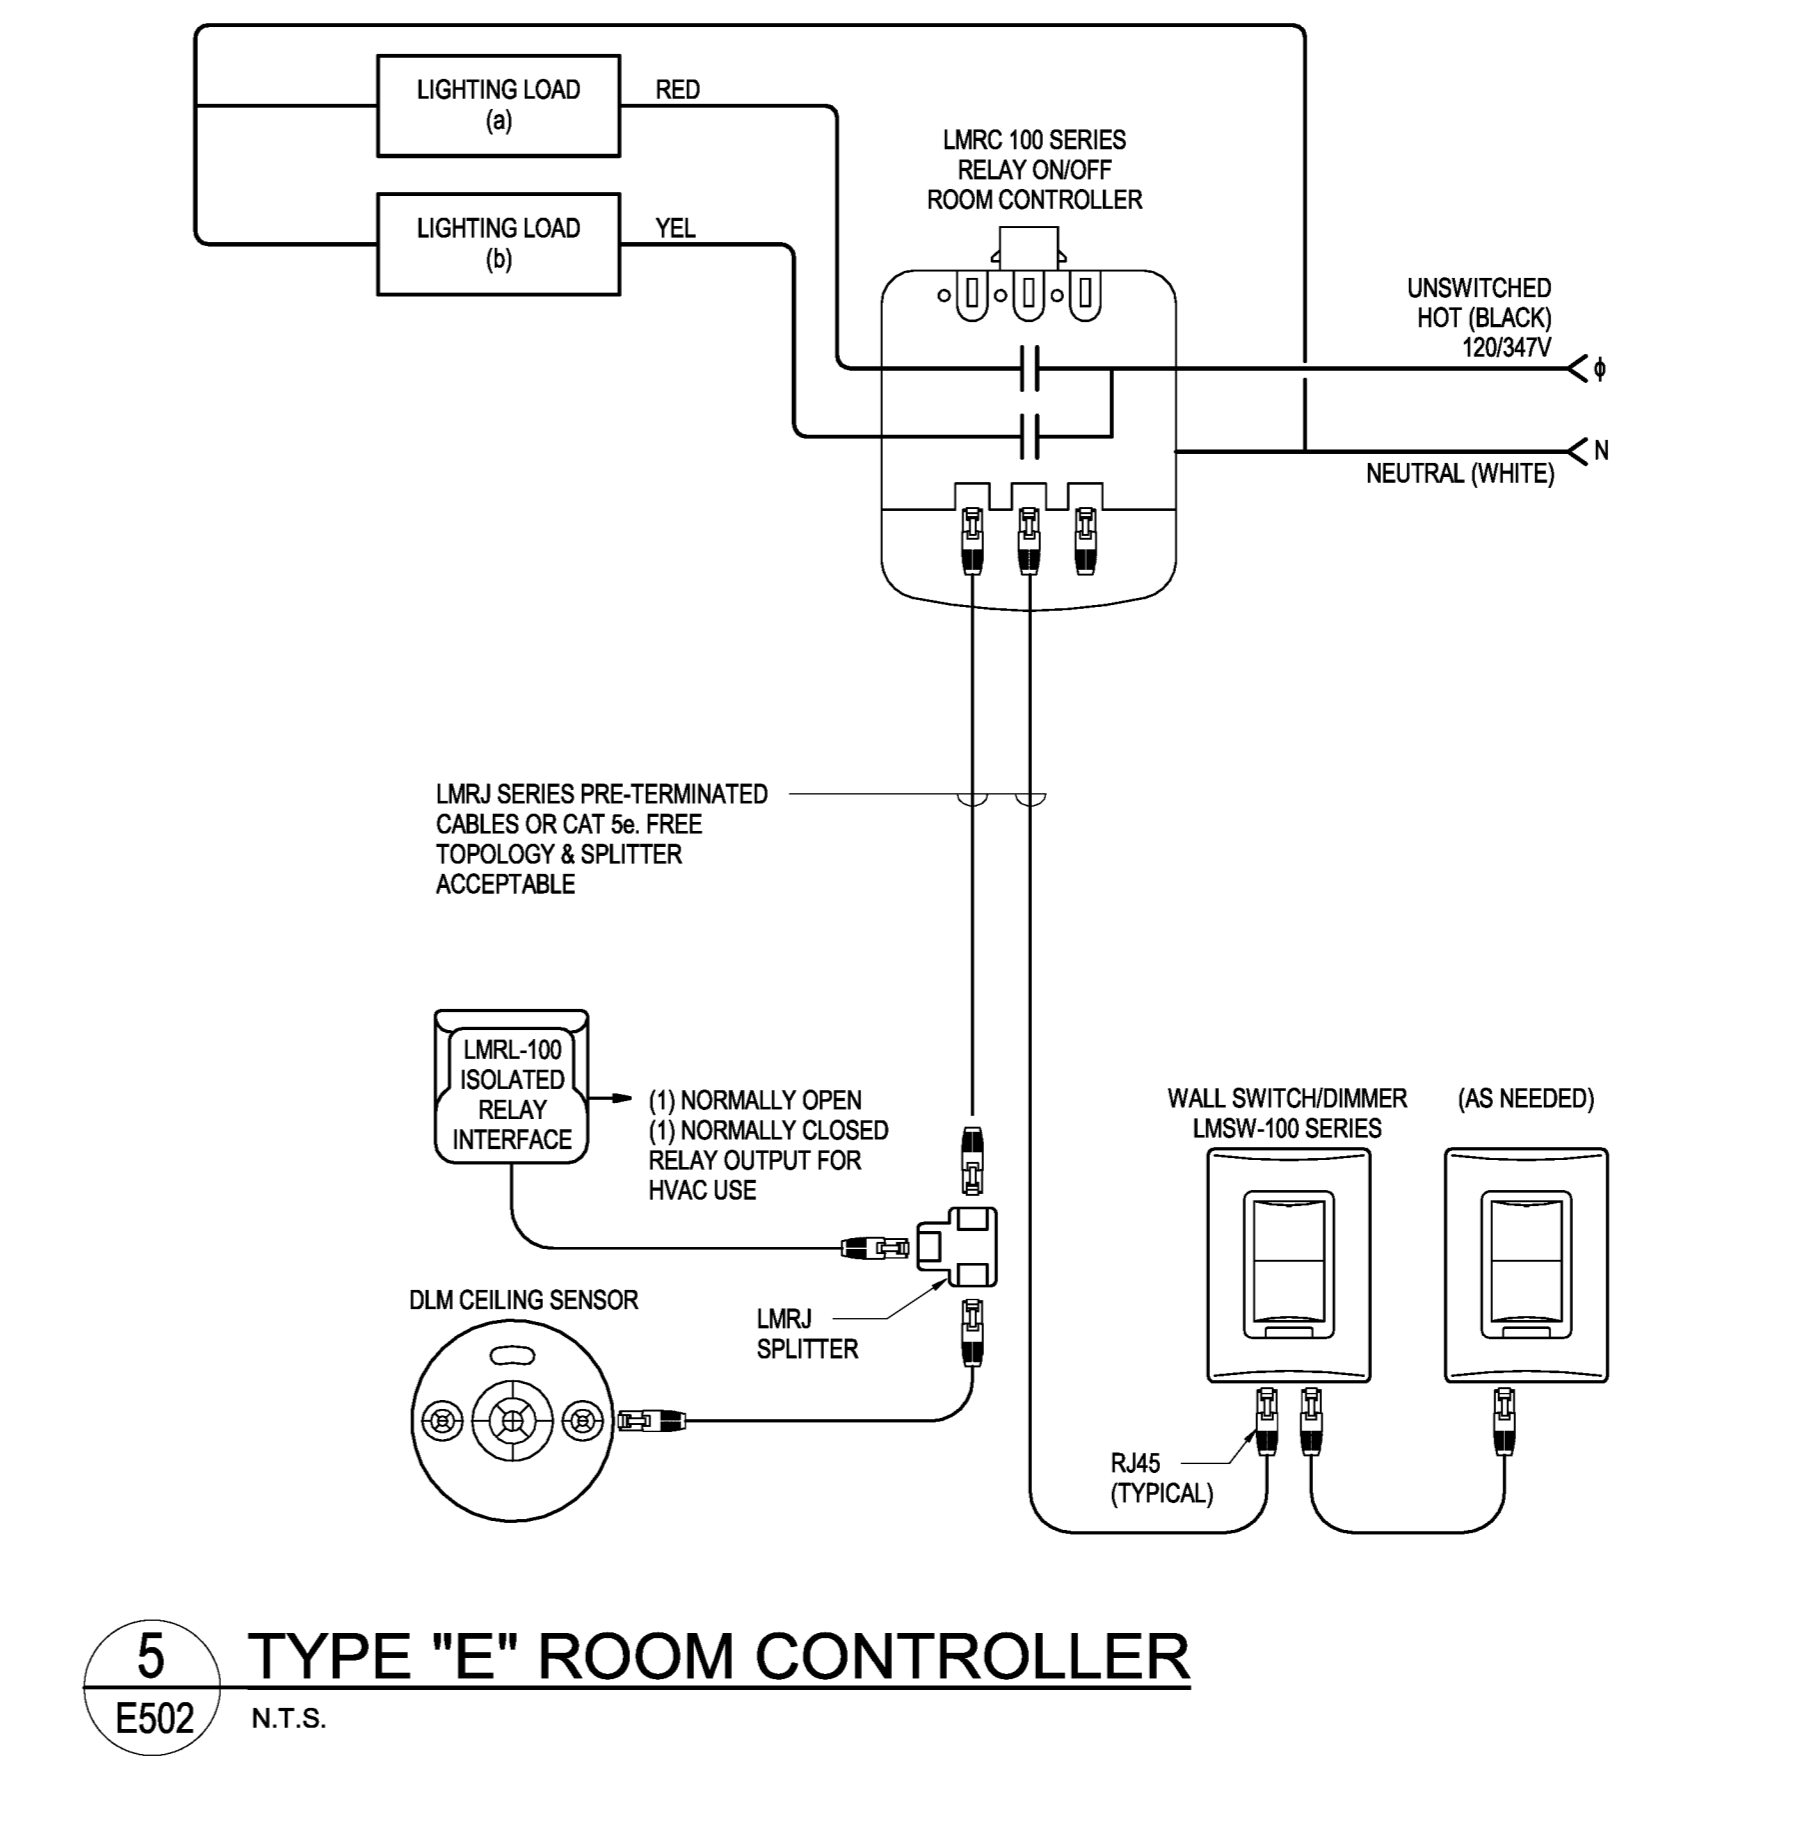 LIGHTING LOAD
(a)
RED
LIGHTING LOAD
(b)
YEL
LMRC 100 SERIES
RELAY ON/OFF
ROOM CONTROLLER
UNSWITCHED
HOT (BLACK)
120/347V
ϕ
N
NEUTRAL (WHITE)
LMRJ SERIES PRE-TERMINATED
CABLES OR CAT 5e. FREE
TOPOLOGY & SPLITTER
ACCEPTABLE
LMRL-100
ISOLATED
RELAY
INTERFACE
(1) NORMALLY OPEN
(1) NORMALLY CLOSED
RELAY OUTPUT FOR
HVAC USE
WALL SWITCH/DIMMER
LMSW-100 SERIES
(AS NEEDED)
DLM CEILING SENSOR
LMRJ
SPLITTER
RJ45
(TYPICAL)
5
E502
TYPE "E" ROOM CONTROLLER
N.T.S.